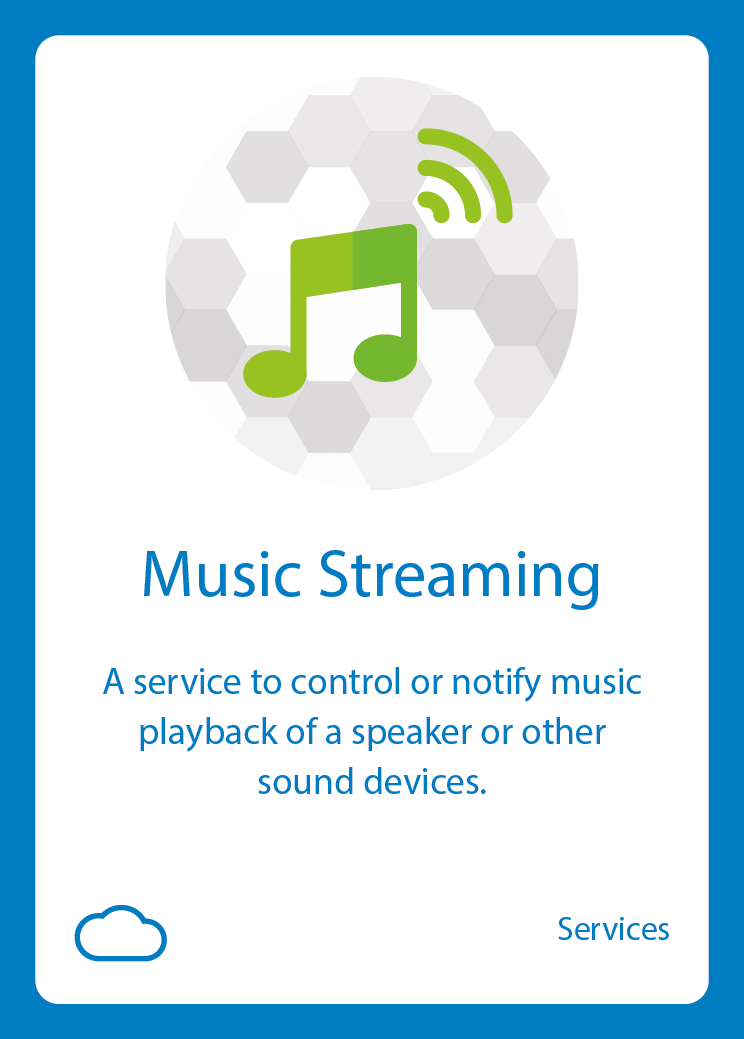 Music Streaming
A service to control or notify music
playback of a speaker or other
sound devices.
Services